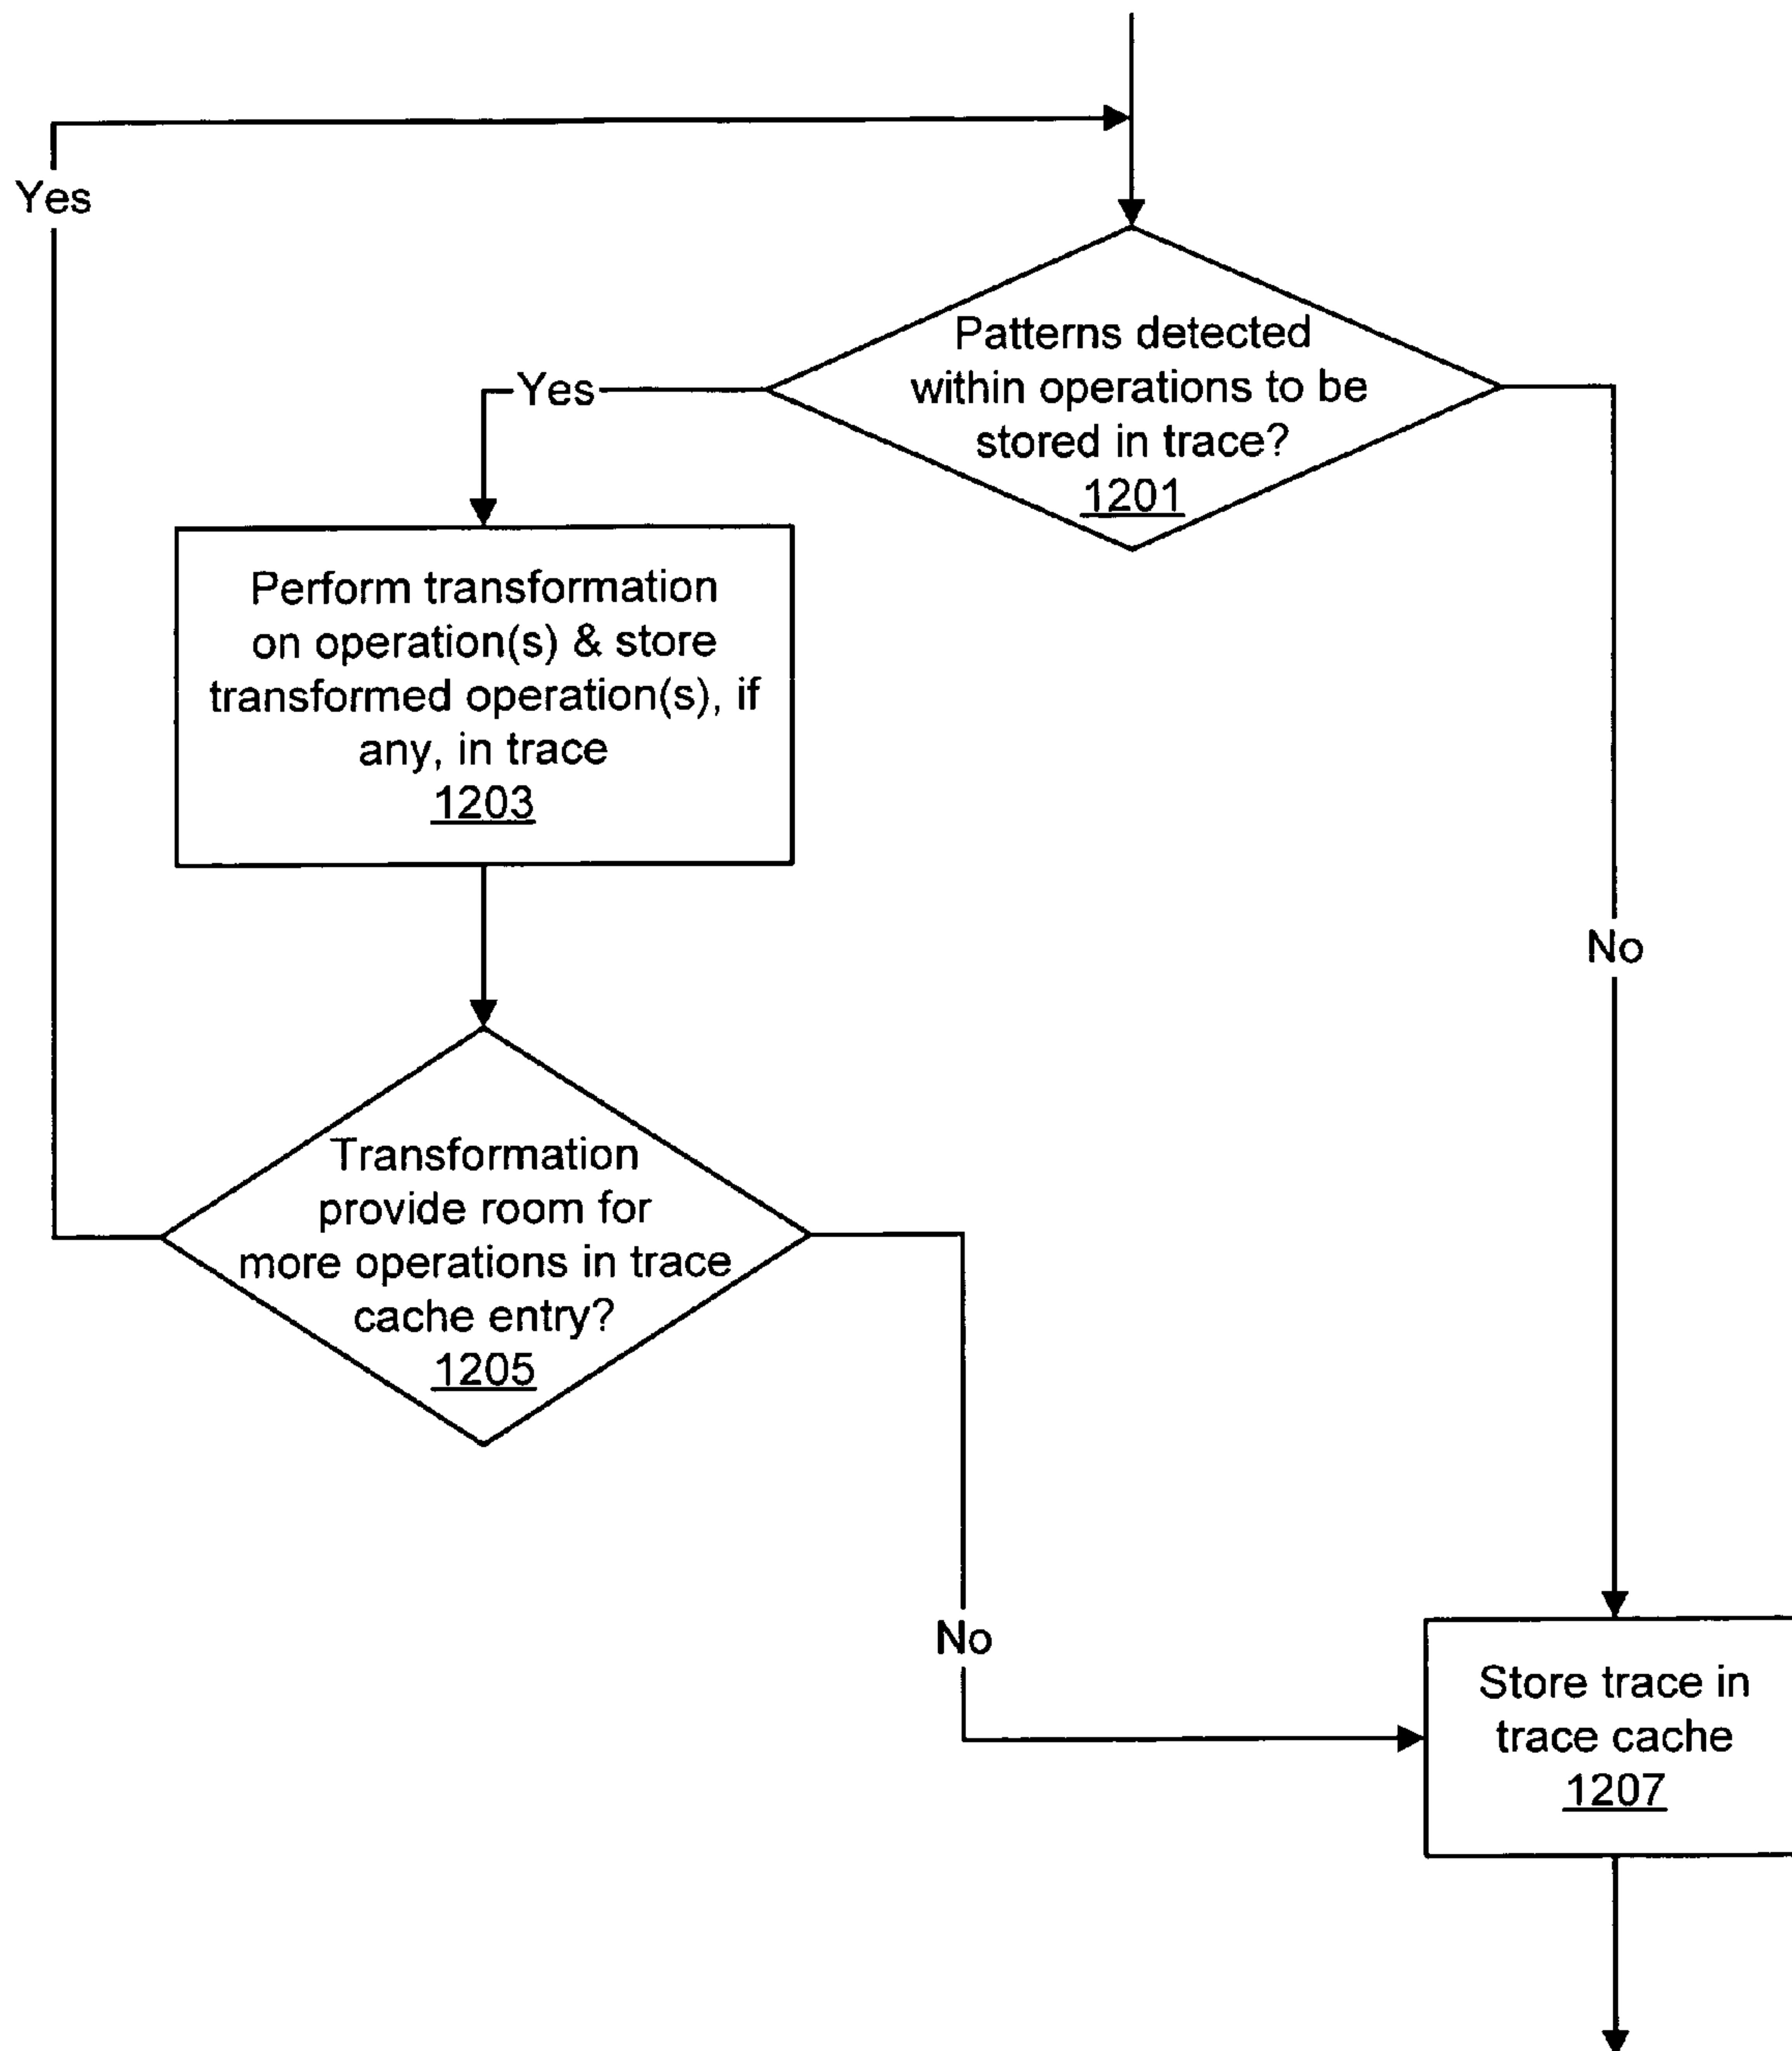 Yes
Patterns detected
within operations to be
stored in trace?
1201
Yes
Perform transformation
on operation(s) & store
transformed operation(s), if
any, in trace
1203
No
Transformation
provide room for
more operations in trace
cache entry?
1205
No
Store trace in
trace cache
1207